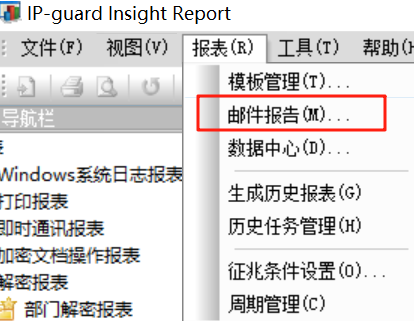 IP-guard Insight Report
文件(F) 视图(V) 报表(R) 工具(T) 帮助(H
模板管理(T)...
邮件报告(M)...
数据中心(D)...
生成历史报表(G)
历史任务管理(H)
征兆条件设置(O)...
周期管理(C)
导航栏
Windows系统日志报表
打印报表
即时通讯报表
加密文档操作报表
解密报表
部门解密报表